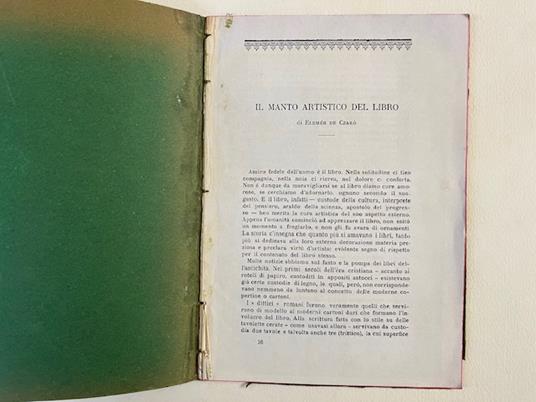 IL MANTO ARTISTICO DEL LIBRO
di Elemér de Czakó
Amico fedele dell'uomo è il libro. Nella solitudine ci tien
compagnia, nella noia ci ricrea, nel dolore ci conforta.
Non è dunque da maravigliarsi se al libro diamo cure amo-
rose, se cerchiamo d'adornarlo, ognuno secondo il suo
gusto. E il libro, infatti — custode della cultura, interpete
del pensiero, araldo della scienza, apostolo del progres-
so — ben merita la cura artistica del suo aspetto esterno.
Appena l'umanità cominciò ad apprezzare il libro, non esitò
un momento a fregiarlo, e non gli fu avara di ornamenti
La storia c'insegna che quanto più si amavano i libri, tanto
più si dedicava alla loro esterna decorazione materia pre-
ziosa e preclara virtù d'artista: evidente segno di rispetto
per il contenuto del libro stesso.
Molte notizie abbiamo sul fasto e la pompa dei libri del-
l'antichità. Nei primi secoli dell'èra cristiana - accanto ai
rotoli di papiro, custoditi in appositi astucci - esistevano
già certe custodie di legno, le quali, però, non corrisponde-
vano nemmeno da lontano al concetto delle moderne co-
pertine o cartoni.
I « dittici » romani furono veramente quelli che servi-
rono di modello ai moderni cartoni duri che formano l'in-
volucro del libro. Alla scrittura fatta con lo stile su delle
tavolette cerate - come usavasi allora - servivano da custo-
dia due tavole e talvolta anche tre (trittico), la cui superfice
16